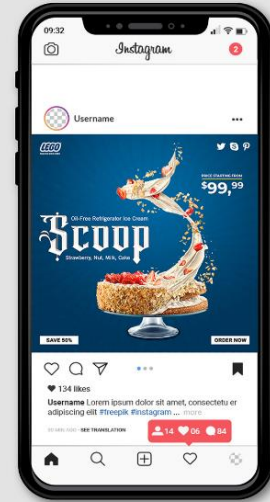 09:32
Instagram
2
Username
LEGO
PRICE STARTING FROM
$99,99
Oil-Free Refrigerator Ice Cream
Scoop
Strawberry, Nut, Milk, Cake
SAVE 50%
ORDER NOW
134 likes
Username Lorem ipsum dolor sit amet, consectetu er
adipiscing elit #freepik #instagram ... more
SEE TRANSLATION
14 06 84